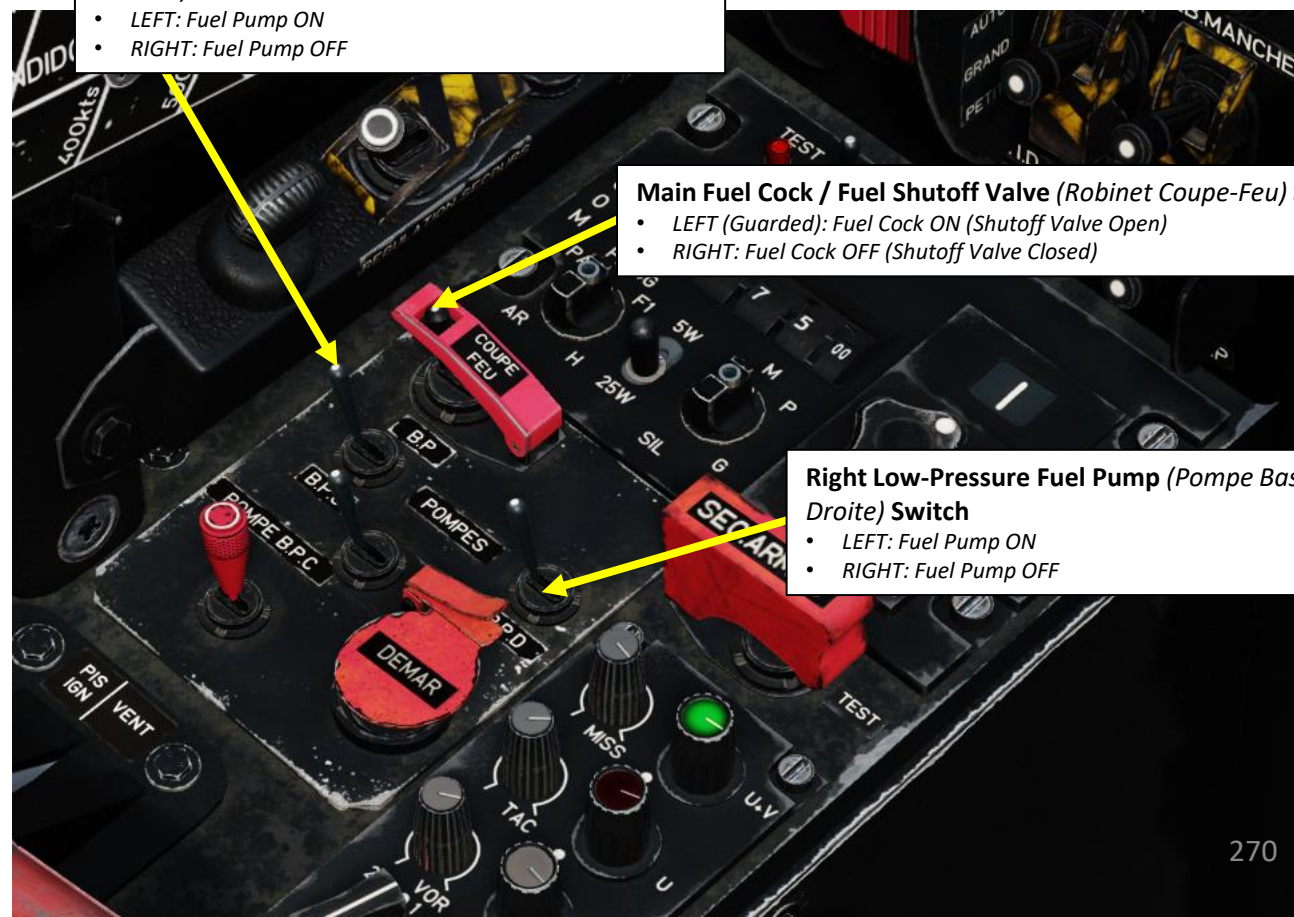 • LEFT: Fuel Pump ON
• RIGHT: Fuel Pump OFF
400kts
AUTO
GRAND
PETIT
TEST
REGULATION SECOURS
Main Fuel Cock / Fuel Shutoff Valve (Robinet Coupe-Feu)
• LEFT (Guarded): Fuel Cock ON (Shutoff Valve Open)
• RIGHT: Fuel Cock OFF (Shutoff Valve Closed)
AR
H
F1
5W
25W
7
5
00
M
P
SIL
G
COUPE
FEU
B.P
POMPES
POMPE B.P.C
Right Low-Pressure Fuel Pump (Pompe Bas
Droite) Switch
• LEFT: Fuel Pump ON
• RIGHT: Fuel Pump OFF
DEMAR
PIS
IGN
VENT
TEST
MISS
TAC
VOR
U+V
U
270